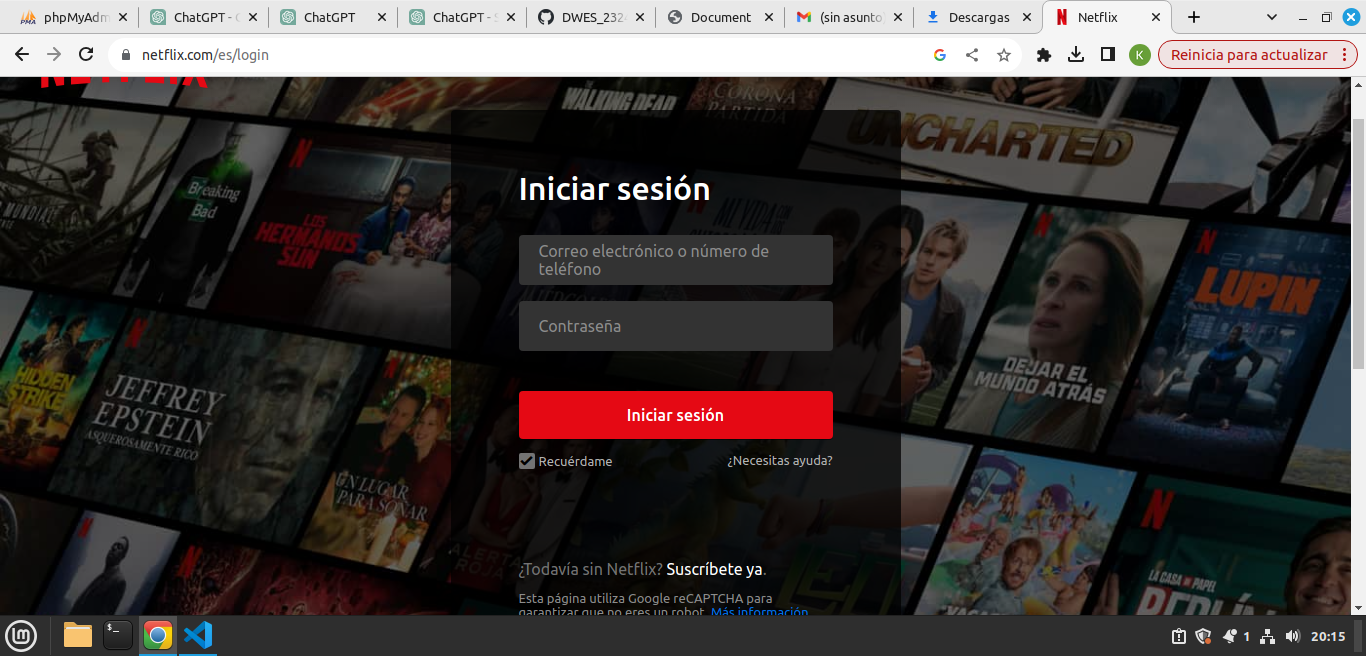 phpMyAdm
ChatGPT - C
ChatGPT
ChatGPT - S
DWES_232
Document
(sin asunto)
Descargas
Netflix
netflix.com/es/login
K
Reinicia para actualizar
NETFLIX
THE WALKING DEAD
CORONA PARTIDA
UNCHARTED
Breaking
Bad
LOS
HERMANOS
SUN
LUPIN
DEJAR EL
MUNDO ATRÁS
HIDDEN
STRIKE
JEFFREY
EPSTEIN
ASQUEROSAMENTE RICO
UN LUGAR
PARA SOÑAR
ALERTA
ROJA
LA CASA DE PAPEL
BERLÍN
Iniciar sesión
Correo electrónico o número de
teléfono
Contraseña
Iniciar sesión
Recuérdame
¿Necesitas ayuda?
¿Todavía sin Netflix? Suscríbete ya.
Esta página utiliza Google reCAPTCHA para
garantizar que no eres un robot. Más información.
1
20:15